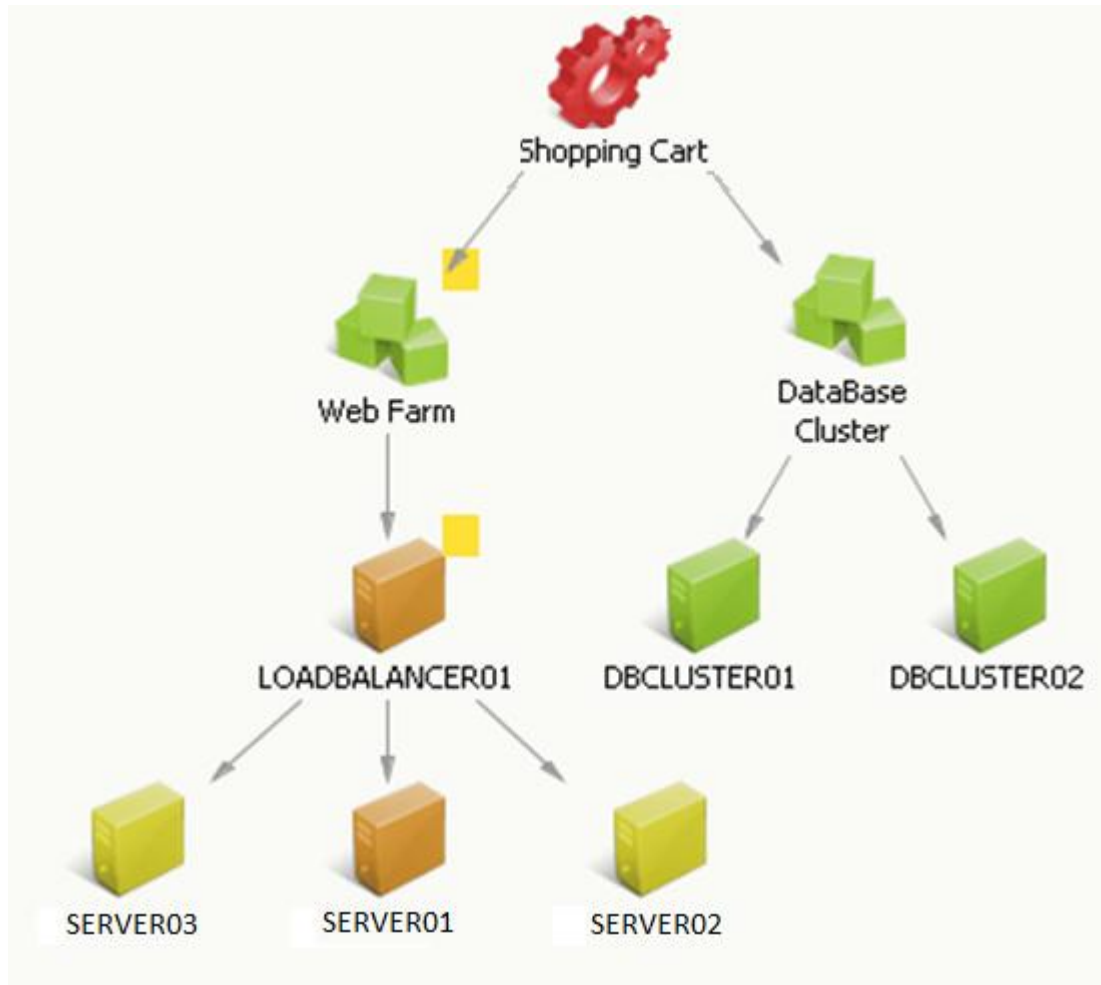 Shopping Cart
Web Farm
DataBase
Cluster
LOADBALANCER01
DBCLUSTER01
DBCLUSTER02
SERVER03
SERVER01
SERVER02